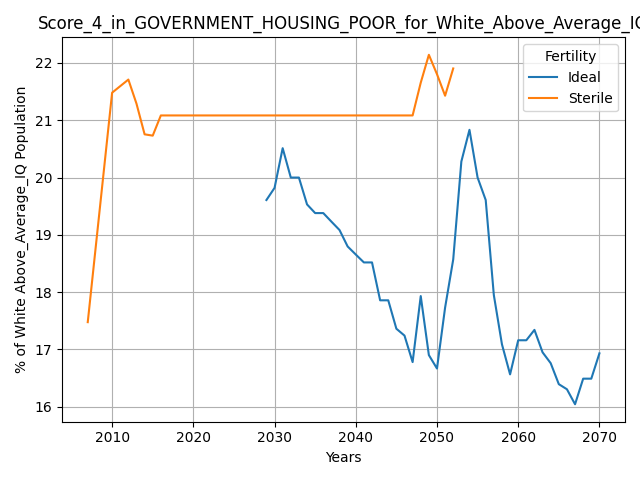 Score_4_in_GOVERNMENT_HOUSING_POOR_for_White_Above_Average_IQ
Fertility
Ideal
Sterile
% of White Above_Average_IQ Population
22
21
20
19
18
17
16
2010 2020 2030 2040 2050 2060 2070
Years